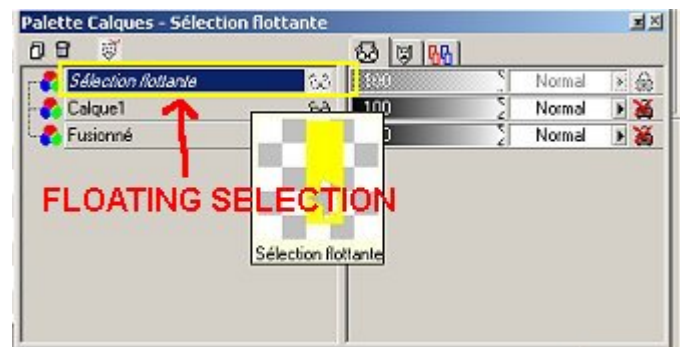 Palette Calques - Sélection flottante
Sélection flottante 100 Normal
Calque1 100 Normal
Fusionné Normal
FLOATING SELECTION
Sélection flottante